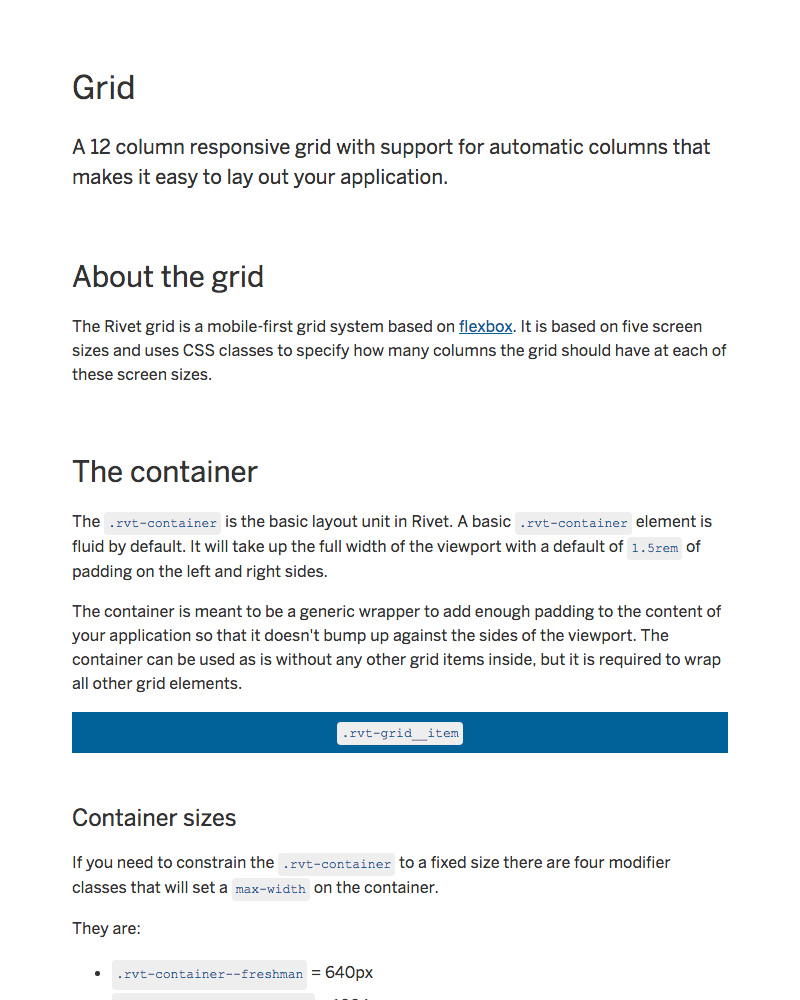 Grid
A 12 column responsive grid with support for automatic columns that
makes it easy to lay out your application.
About the grid
The Rivet grid is a mobile-first grid system based on flexbox. It is based on five screen
sizes and uses CSS classes to specify how many columns the grid should have at each of
these screen sizes.
The container
The .rvt-container is the basic layout unit in Rivet. A basic .rvt-container element is
fluid by default. It will take up the full width of the viewport with a default of 1.5rem of
padding on the left and right sides.
The container is meant to be a generic wrapper to add enough padding to the content of
your application so that it doesn't bump up against the sides of the viewport. The
container can be used as is without any other grid items inside, but it is required to wrap
all other grid elements.
.rvt-grid__item
Container sizes
If you need to constrain the .rvt-container to a fixed size there are four modifier
classes that will set a max-width on the container.
They are:
• .rvt-container--freshman = 640px